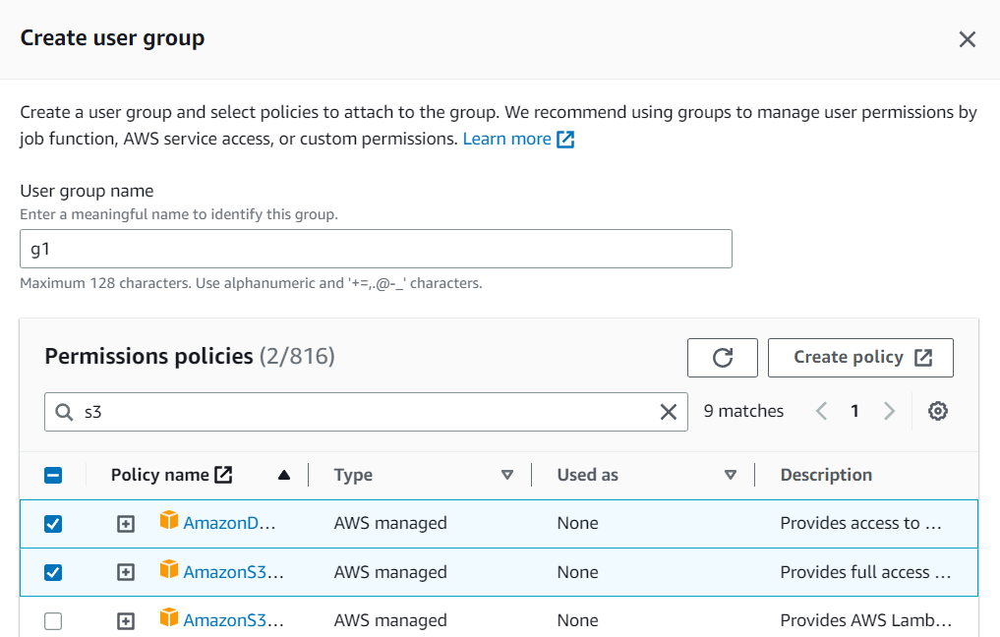 Create user group
Create a user group and select policies to attach to the group. We recommend using groups to manage user permissions by
job function, AWS service access, or custom permissions. Learn more
User group name
Enter a meaningful name to identify this group.
g1
Maximum 128 characters. Use alphanumeric and '+=,.@-_' characters.
Permissions policies (2/816)
Create policy
s3
9 matches
1
Policy name Type Used as Description
AmazonD... AWS managed None Provides access to ...
AmazonS3... AWS managed None Provides full access ...
AmazonS3... AWS managed None Provides AWS Lamb...